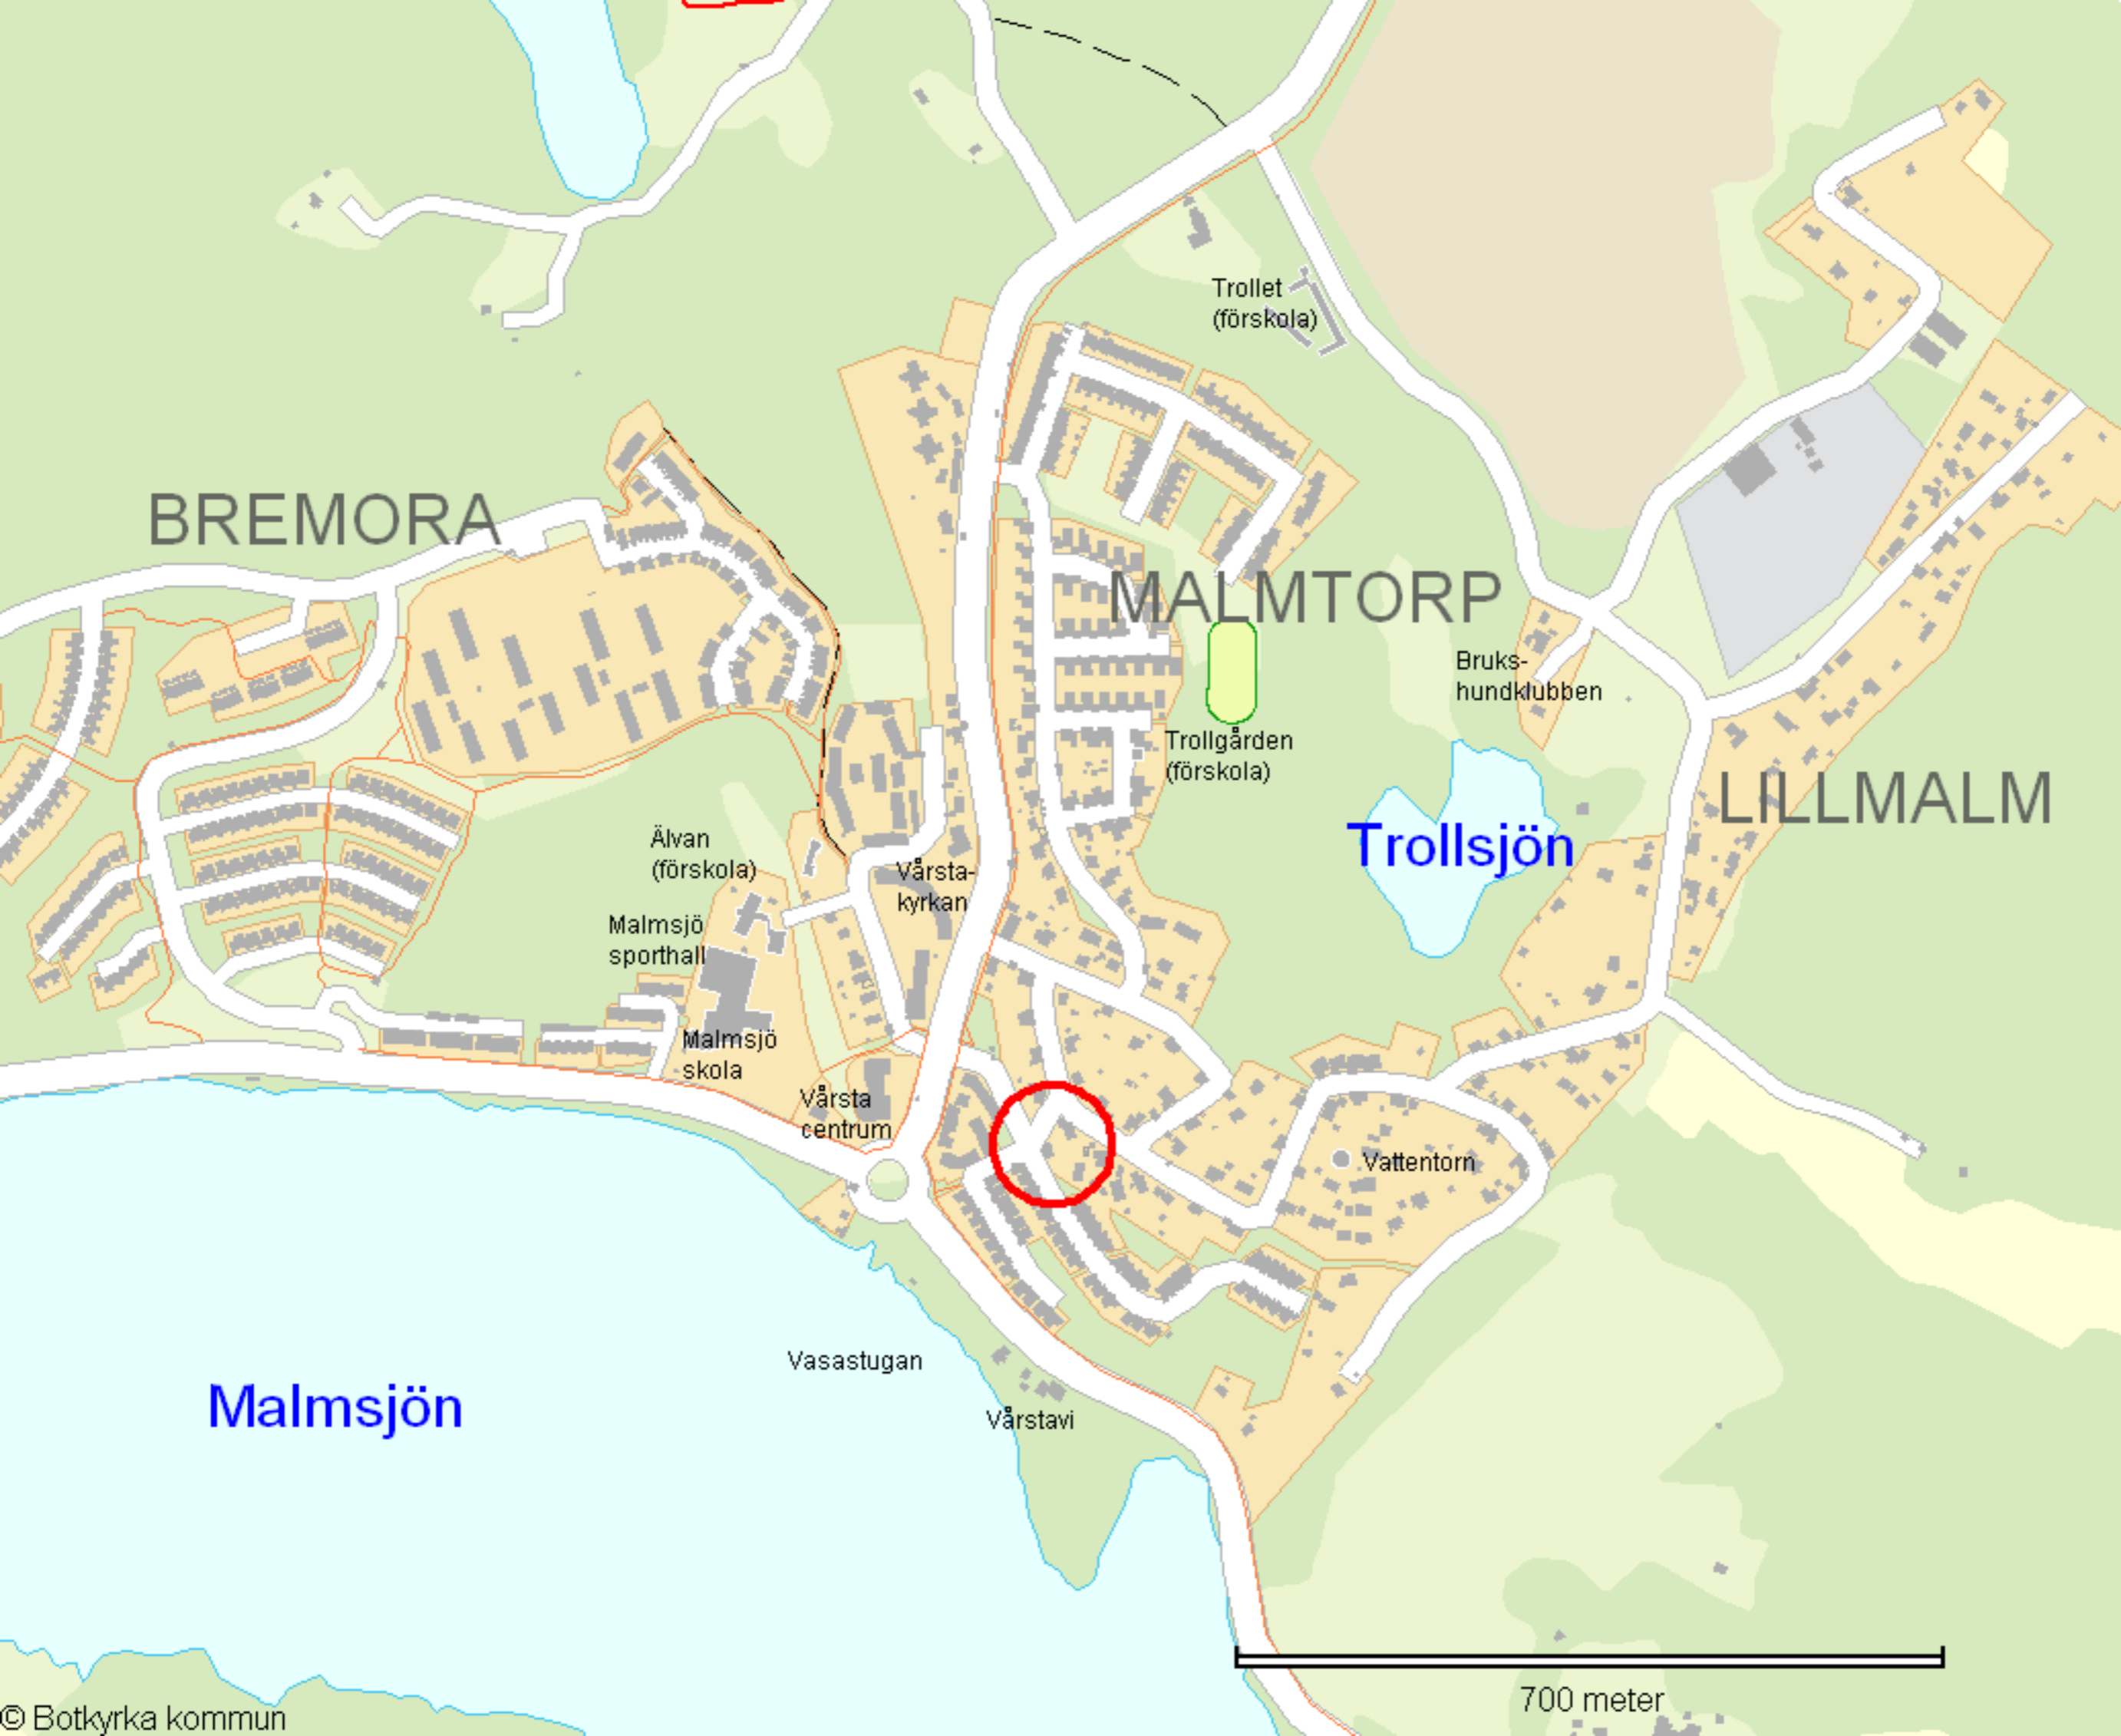 Trollet
(förskola)
BREMORA
MALMTORP
Bruks-
hundklubben
Trollgården
(förskola)
LILLMALM
Trollsjön
Älvan
(förskola)
Vårsta-
kyrkan
Malmsjö
sporthall
Malmsjö
skola
Vårsta
centrum
Vattentorn
Vasastugan
Vårstavi
Malmsjön
700 meter
© Botkyrka kommun